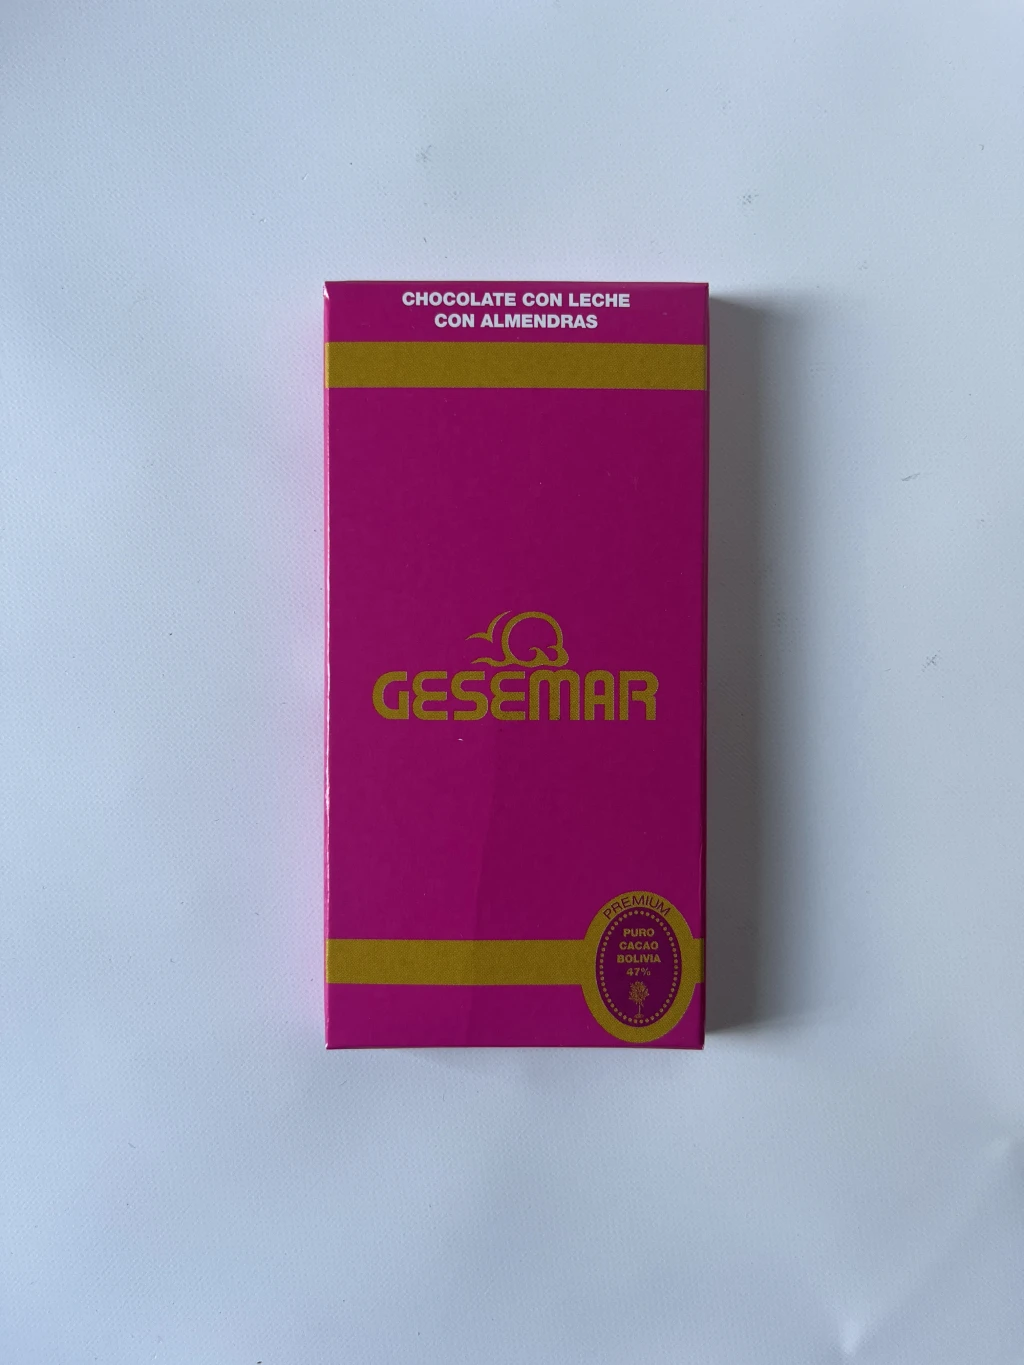 CHOCOLATE CON LECHE
CON ALMENDRAS
GESEMAR
PREMIUM
PURO
CACAO
BOLIVIA
47%